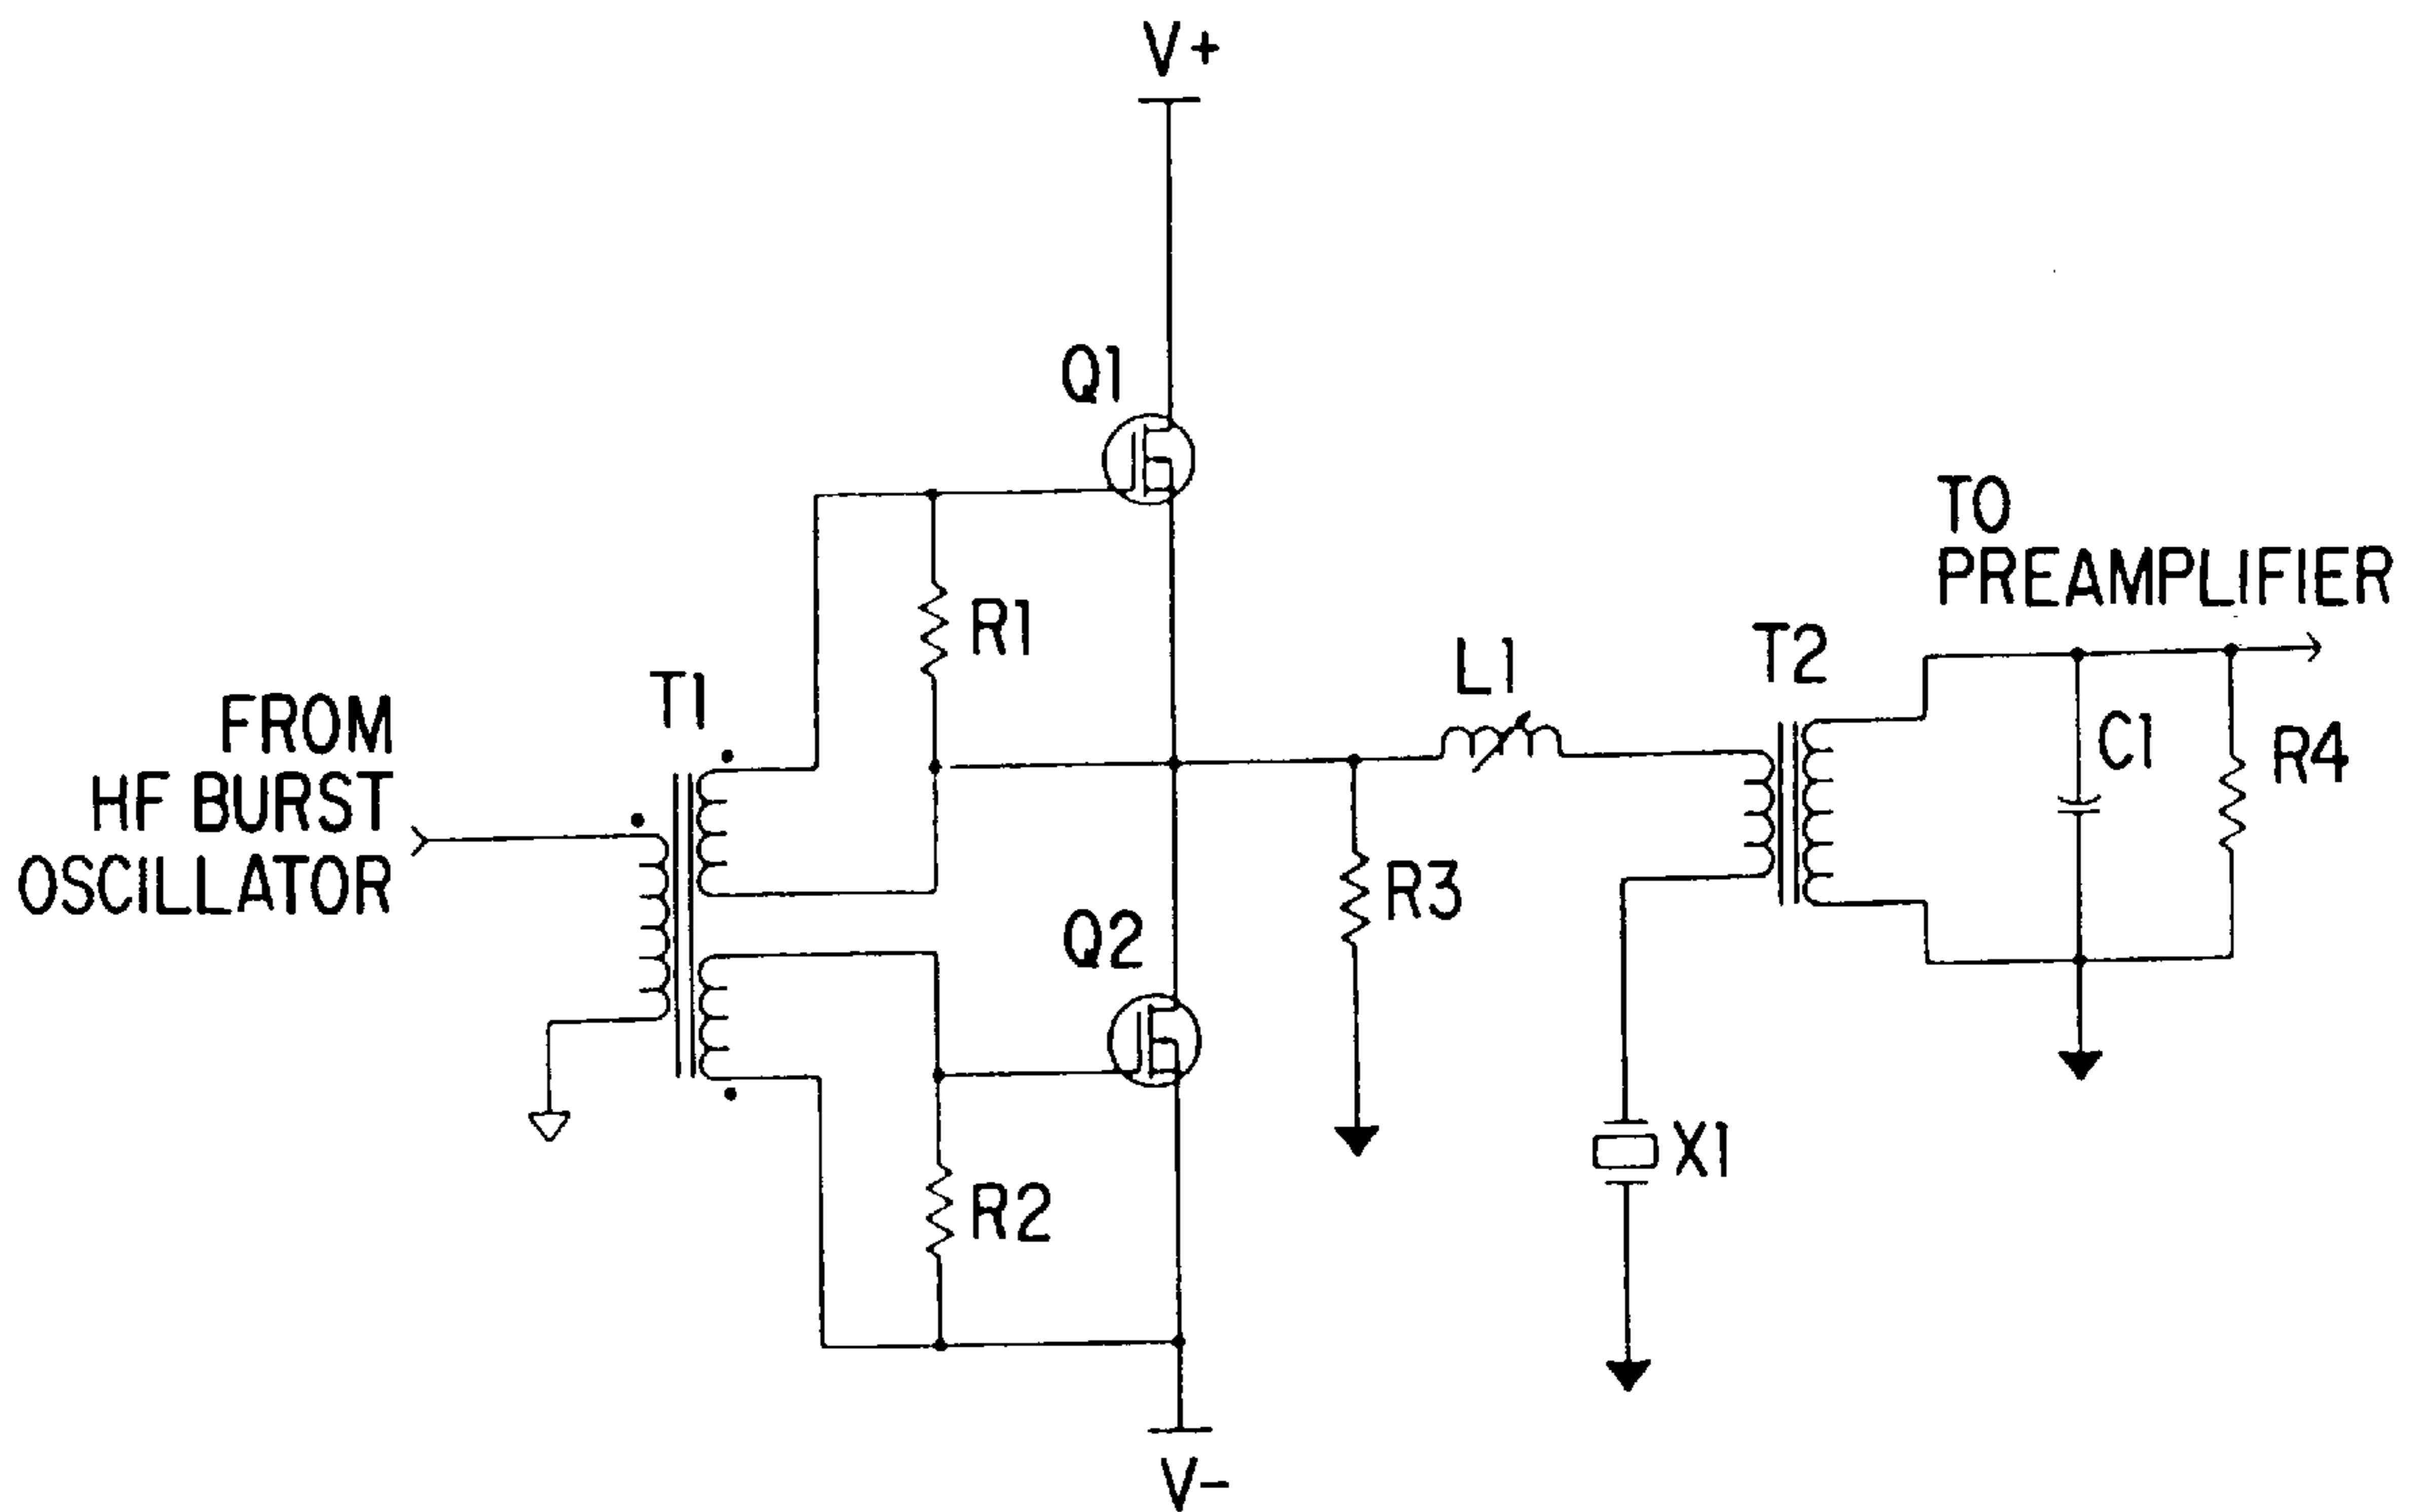 V+
Q1
TO
PREAMPLIFIER
R1
L1
T2
T1
FROM
HF BURST
OSCILLATOR
C1
R4
R3
Q2
X1
R2
V-